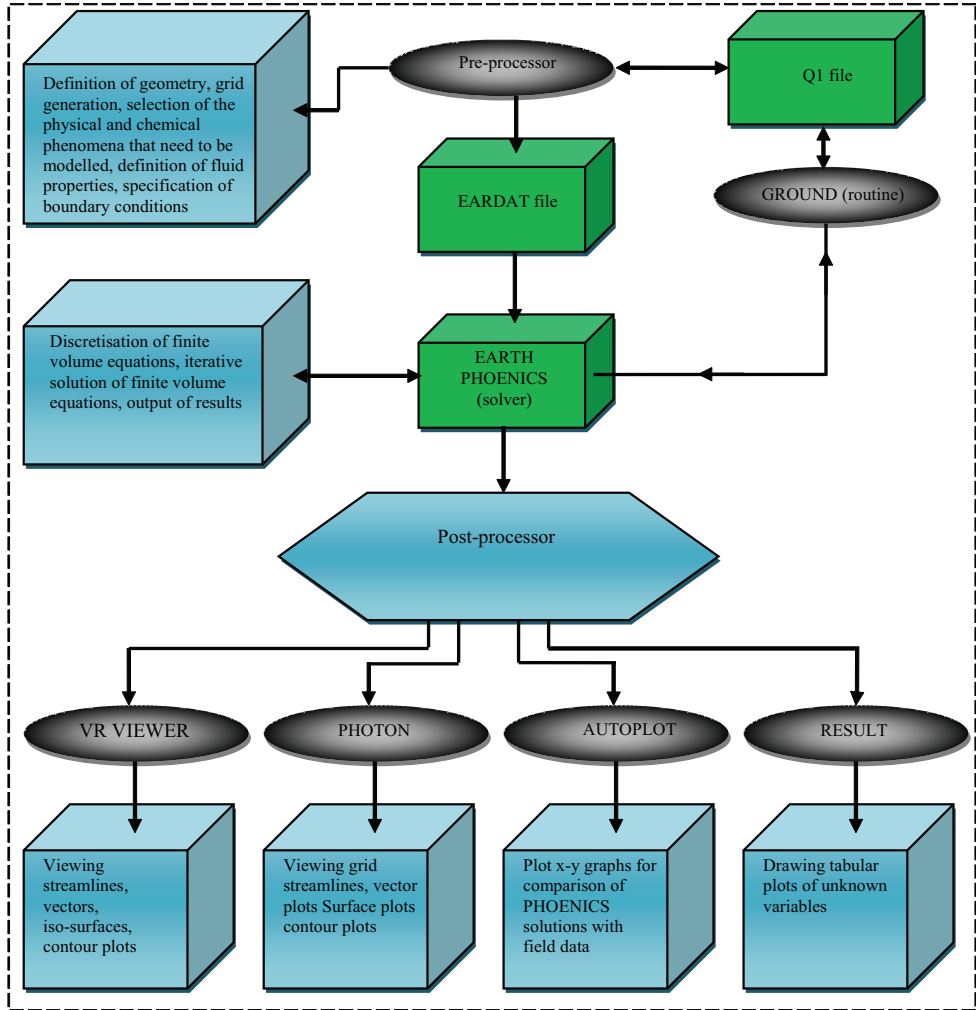 Pre-processor
Q1 file
Definition of geometry, grid
generation, selection of the
physical and chemical
phenomena that need to be
modelled, definition of fluid
properties, specification of
boundary conditions
EARDAT file
GROUND (routine)
Discretisation of finite
volume equations, iterative
solution of finite volume
equations, output of results
EARTH
PHOENICS
(solver)
Post-processor
VR VIEWER
PHOTON
AUTOPLOT
RESULT
Viewing
streamlines,
vectors,
iso-surfaces,
contour plots
Viewing grid
streamlines, vector
plots Surface plots
contour plots
Plot x-y graphs for
comparison of
PHOENICS
solutions with
field data
Drawing tabular
plots of unknown
variables